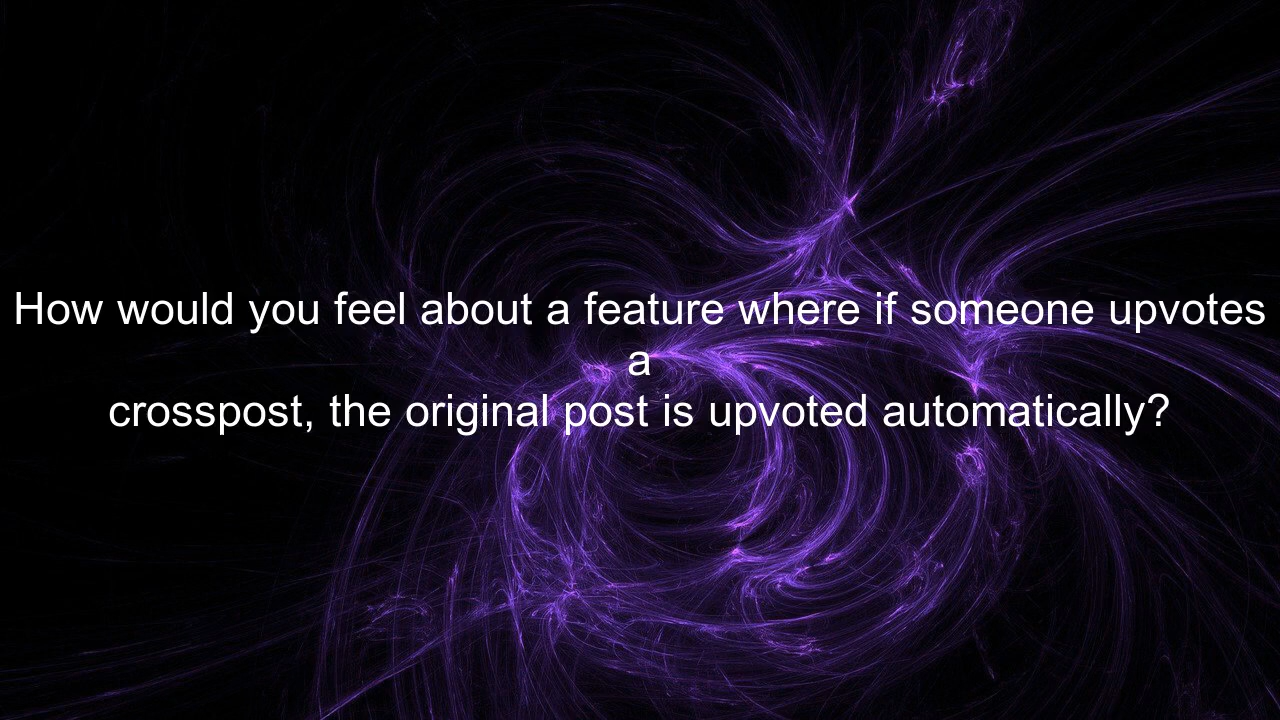 How would you feel about a feature where if someone upvotes
a
crosspost, the original post is upvoted automatically?